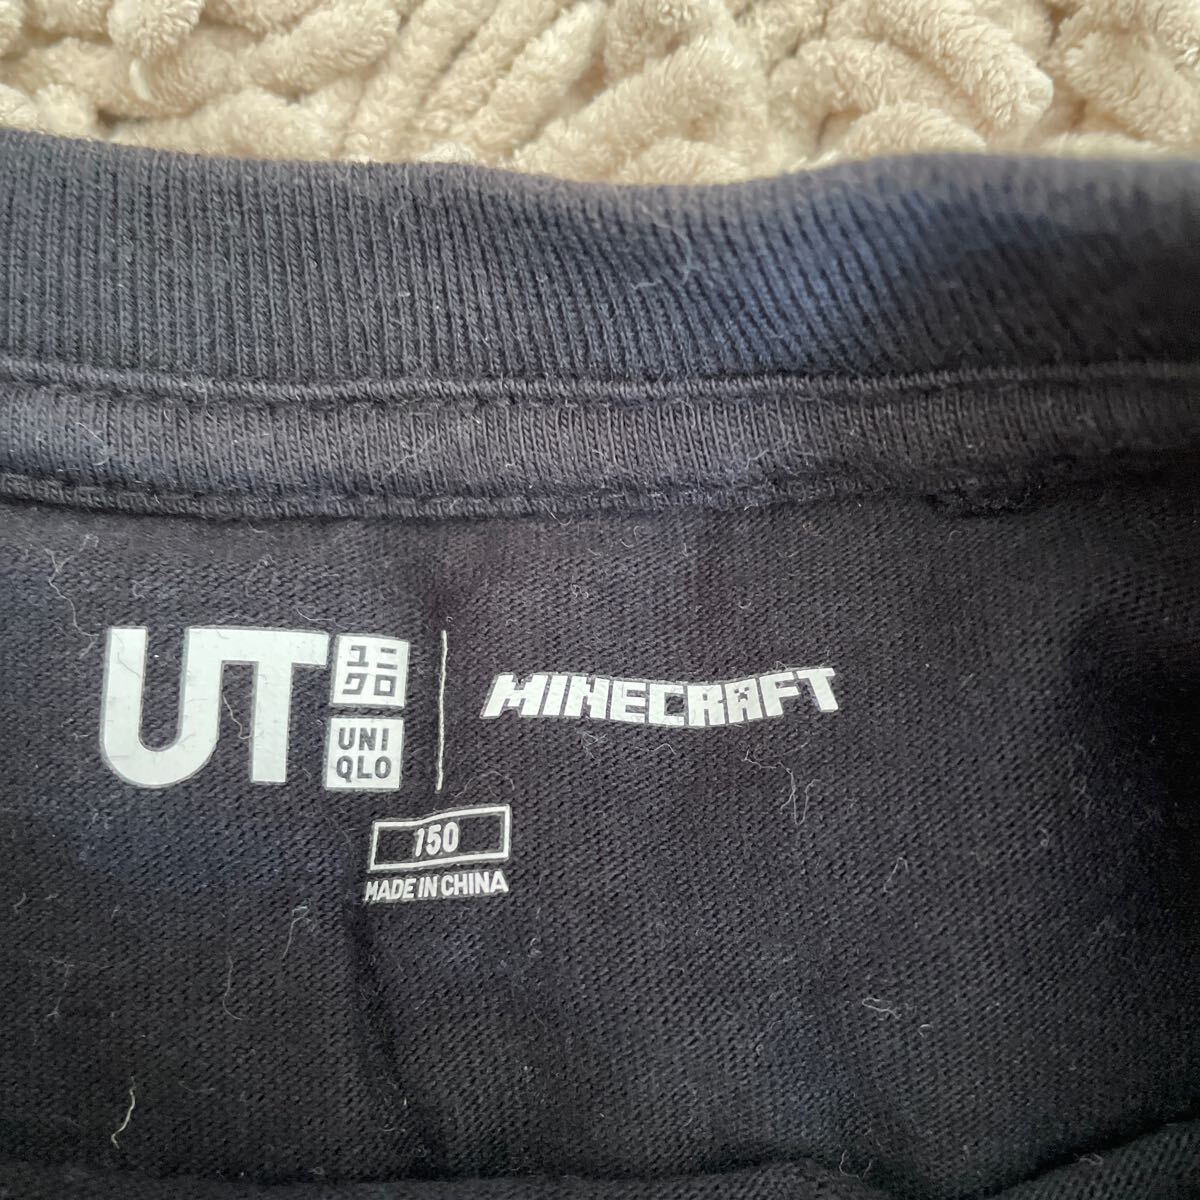 UT
ユニ
クロ
UNI
QLO
MINECRAFT
150
MADE IN CHINA